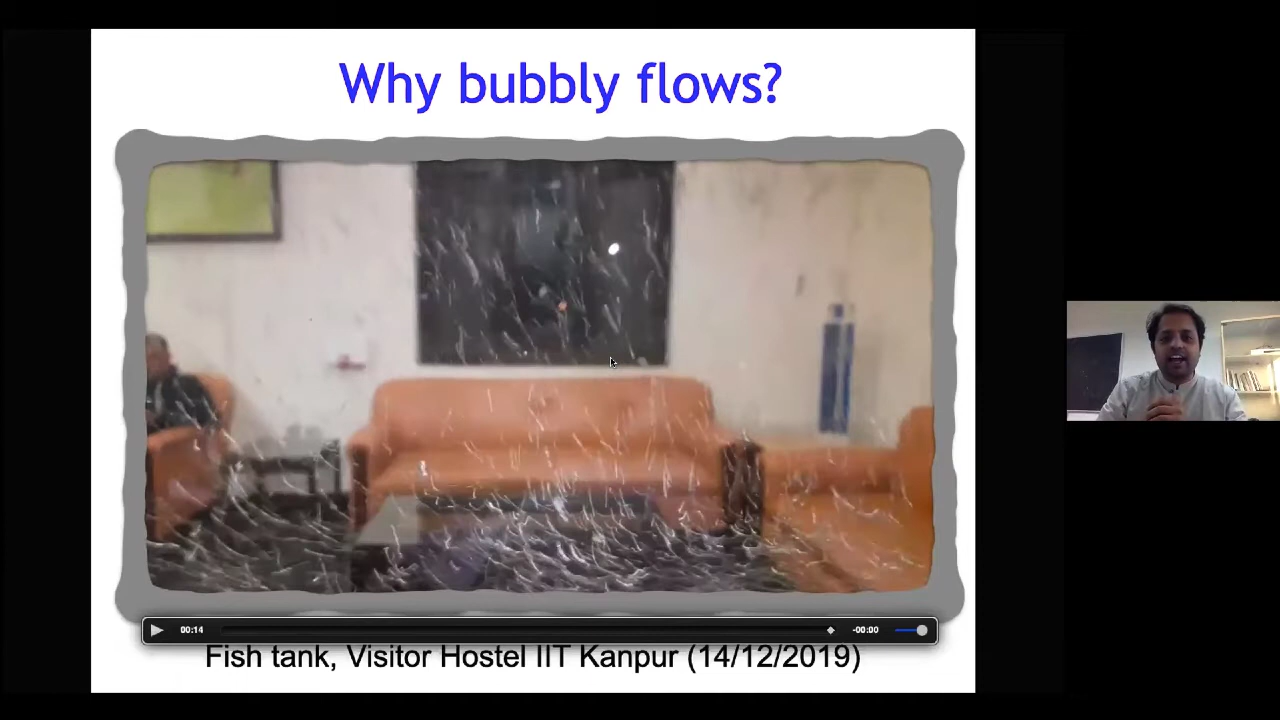 Why bubbly flows?
00:14
-00:00
Fish tank, Visitor Hostel IIT Kanpur (14/12/2019)